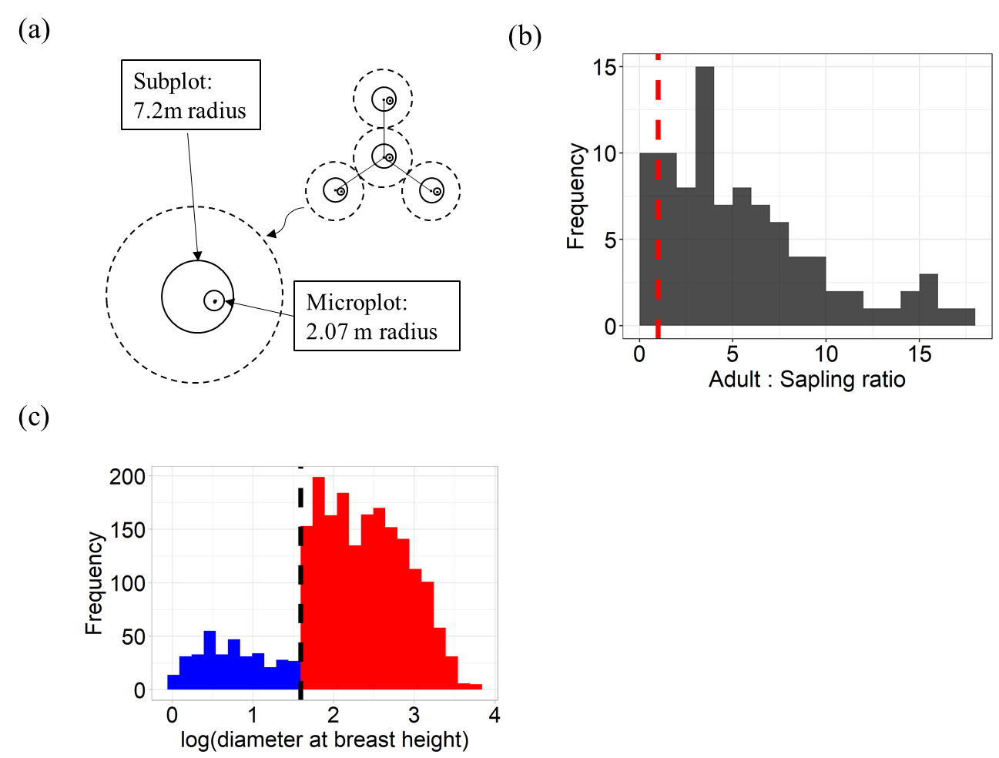 (a)
Subplot:
7.2m radius
Microplot:
2.07 m radius
(b)
15
10
5
0
Frequency
0 5 10 15
Adult : Sapling ratio
(c)
200
150
100
50
0
Frequency
0 1 2 3 4
log(diameter at breast height)